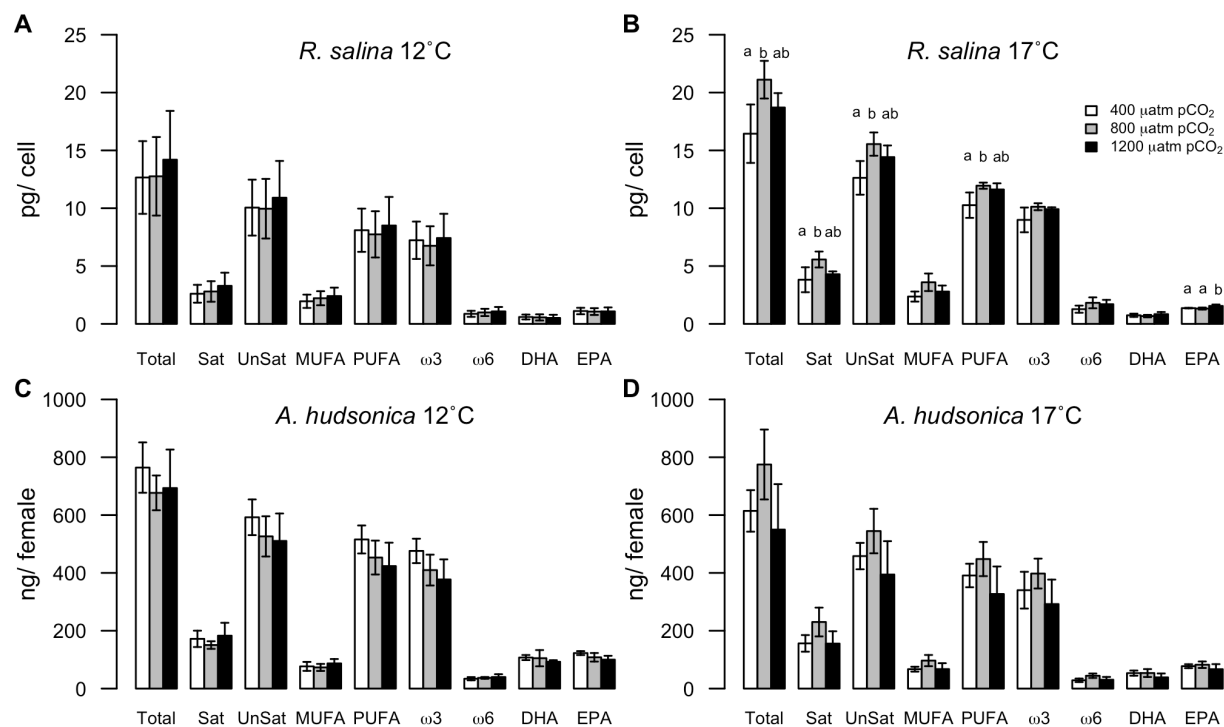 A
R. salina 12˚C
25
20
15
10
5
0
pg/ cell
Total Sat UnSat MUFA PUFA ω3 ω6 DHA EPA
B
R. salina 17˚C
25
20
15
10
5
0
pg/ cell
a b ab
a b ab
a b ab
a b ab
a a b
400 µatm pCO₂
800 µatm pCO₂
1200 µatm pCO₂
Total Sat UnSat MUFA PUFA ω3 ω6 DHA EPA
C
A. hudsonica 12˚C
1000
800
600
400
200
0
ng/ female
Total Sat UnSat MUFA PUFA ω3 ω6 DHA EPA
D
A. hudsonica 17˚C
1000
800
600
400
200
0
ng/ female
Total Sat UnSat MUFA PUFA ω3 ω6 DHA EPA